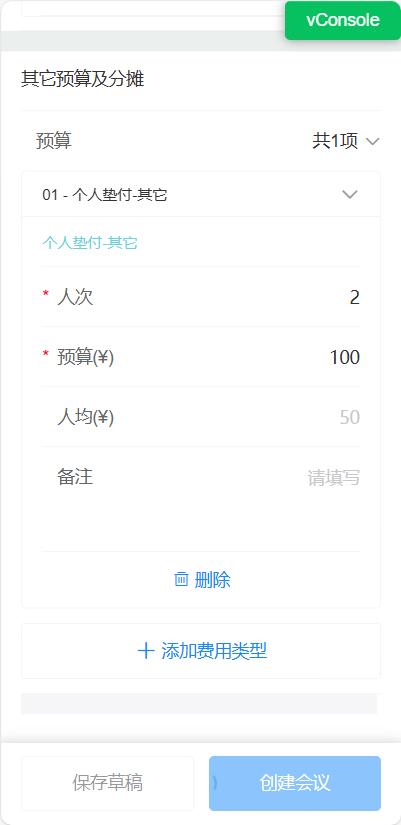 vConsole
其它预算及分摊
预算 共1项
01 - 个人垫付-其它
个人垫付-其它
* 人次 2
* 预算(¥) 100
人均(¥) 50
备注 请填写
删除
添加费用类型
保存草稿 创建会议